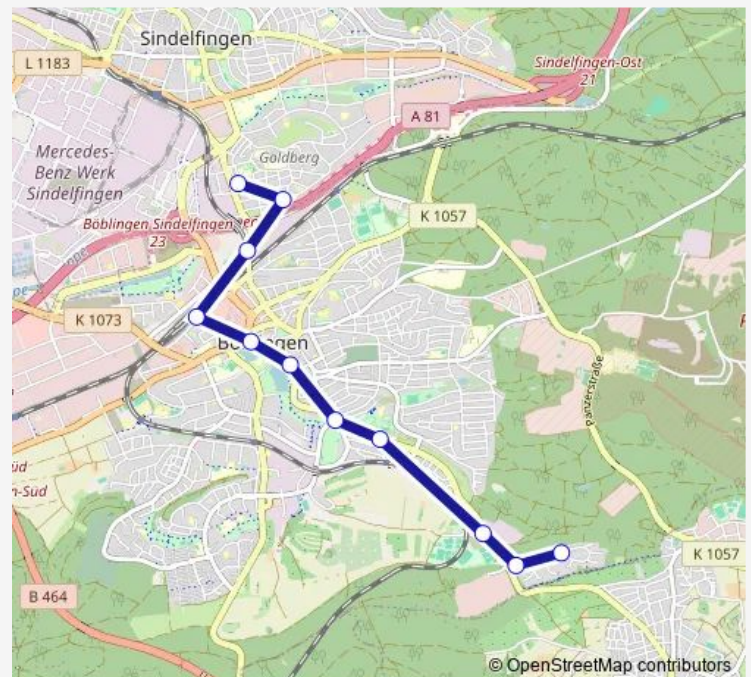 Sindelfingen
L 1183
Sindelfingen-Ost
21
A 81
Mercedes-
Benz Werk
Sindelfingen
Goldberg
K 1057
Böblingen Sindelfingen
23
K 1073
Panzerstraße
n-Süd
K 1057
B 464
© OpenStreetMap contributors